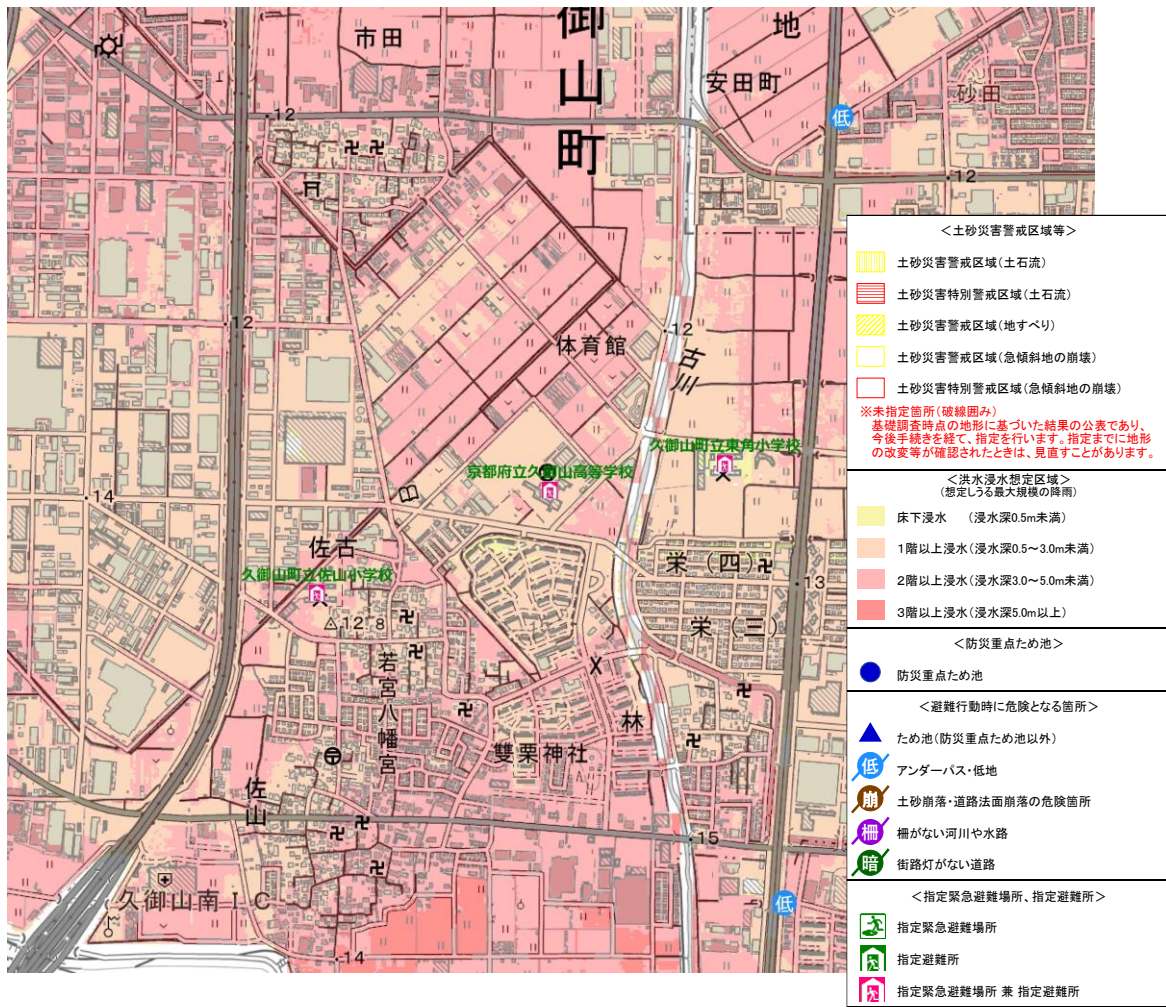 御山町
市田
地
安田町
砂田
低
12
12
12
体育館
12
古川
久御山町立東角小学校
京都府立久御山高等学校
14
佐古
久御山町立佐山小学校
12.8
栄(四)
13
栄(三)
若宮八幡宮
林
雙栗神社
佐山
15
久御山南IC
低
14
<土砂災害警戒区域等>
土砂災害警戒区域(土石流)
土砂災害特別警戒区域(土石流)
土砂災害警戒区域(地すべり)
土砂災害警戒区域(急傾斜地の崩壊)
土砂災害特別警戒区域(急傾斜地の崩壊)
※未指定箇所(破線囲み)
基礎調査時点の地形に基づいた結果の公表であり、
今後手続きを経て、指定を行います。指定までに地形
の改変等が確認されたときは、見直すことがあります。
<洪水浸水想定区域>
(想定しうる最大規模の降雨)
床下浸水 (浸水深0.5m未満)
1階以上浸水(浸水深0.5~3.0m未満)
2階以上浸水(浸水深3.0~5.0m未満)
3階以上浸水(浸水深5.0m以上)
<防災重点ため池>
防災重点ため池
<避難行動時に危険となる箇所>
ため池(防災重点ため池以外)
低 アンダーパス・低地
崩 土砂崩落・道路法面崩落の危険箇所
柵 柵がない河川や水路
暗 街路灯がない道路
<指定緊急避難場所、指定避難所>
指定緊急避難場所
指定避難所
指定緊急避難場所 兼 指定避難所